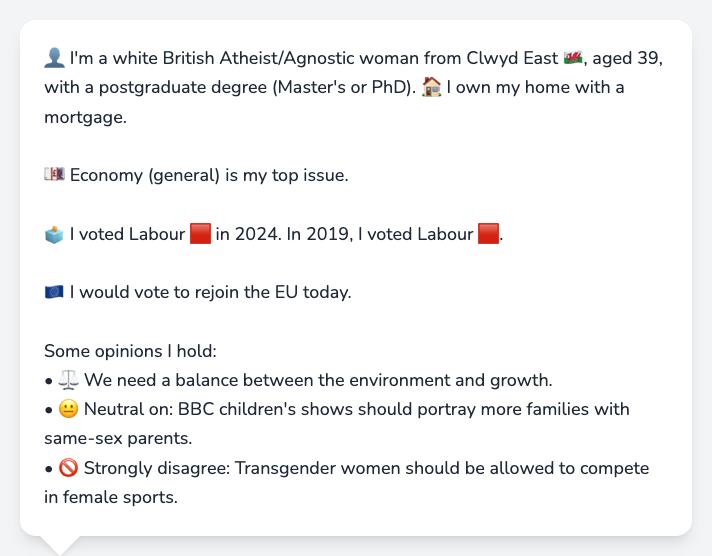 👤 I'm a white British Atheist/Agnostic woman from Clwyd East 🏴󠁧󠁢󠁷󠁬󠁳󠁿, aged 39,
with a postgraduate degree (Master's or PhD). 🏠 I own my home with a
mortgage.
💷 Economy (general) is my top issue.
🗳️ I voted Labour 🟥 in 2024. In 2019, I voted Labour 🟥.
🇪🇺 I would vote to rejoin the EU today.
Some opinions I hold:
• ⚖️ We need a balance between the environment and growth.
• 😐 Neutral on: BBC children's shows should portray more families with
same-sex parents.
• 🚫 Strongly disagree: Transgender women should be allowed to compete
in female sports.